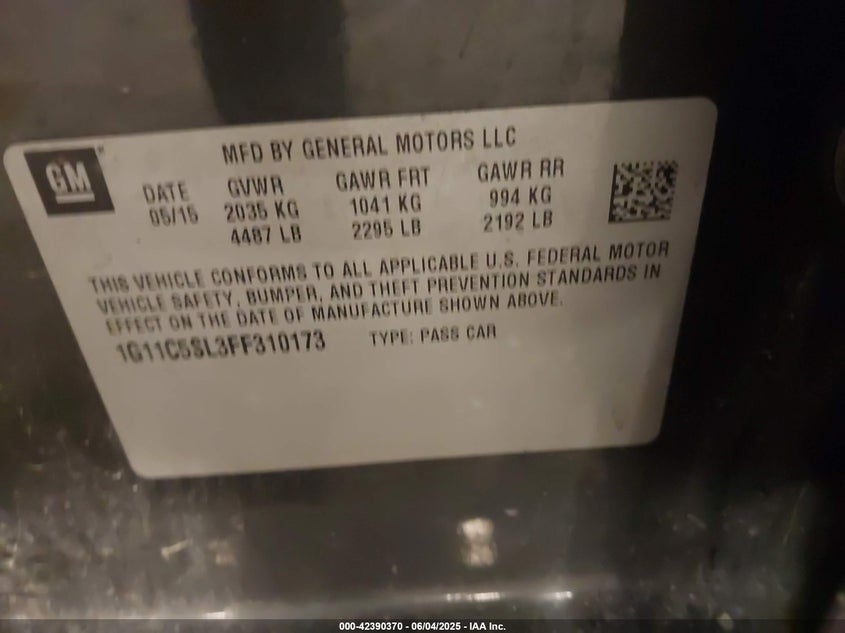 MFD BY GENERAL MOTORS LLC
GM
DATE GVWR GAWR FRT GAWR RR
05/15 2035 KG 1041 KG 994 KG
4487 LB 2295 LB 2192 LB
THIS VEHICLE CONFORMS TO ALL APPLICABLE U.S. FEDERAL MOTOR
VEHICLE SAFETY, BUMPER, AND THEFT PREVENTION STANDARDS IN
EFFECT ON THE DATE OF MANUFACTURE SHOWN ABOVE.
1G11C5SL3FF310173 TYPE: PASS CAR
000-42390370 - 06/04/2025 - IAA Inc.